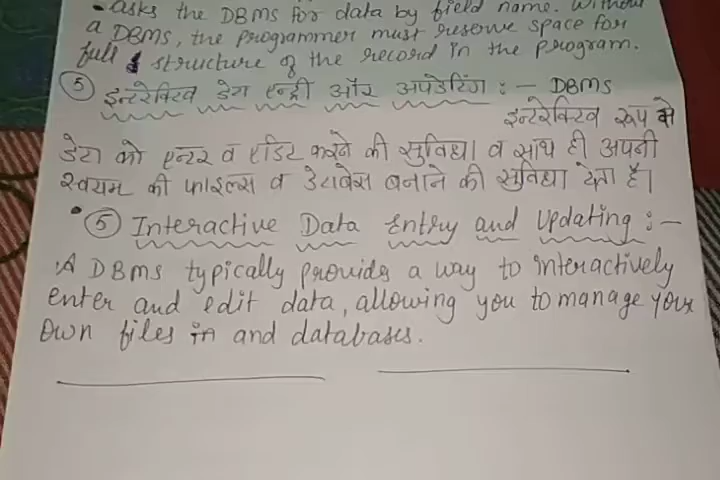 • asks the DBMS for data by field name. Without
a DBMS, the programmer must reserve space for
full structure of the record in the program.
⑤ इन्टरेक्टिव डेटा एन्ट्री और अपडेटिंग :- DBMS
इन्टरेक्टिव रूप से
डेटा को एन्टर व एडिट करने की सुविधा व साथ ही अपनी
स्वयम की फाइल्स व डेटाबेस बनाने की सुविधा देता है।
• ⑤ Interactive Data Entry and Updating :-
A DBMS typically provides a way to interactively
enter and edit data, allowing you to manage your
own files in and databases.